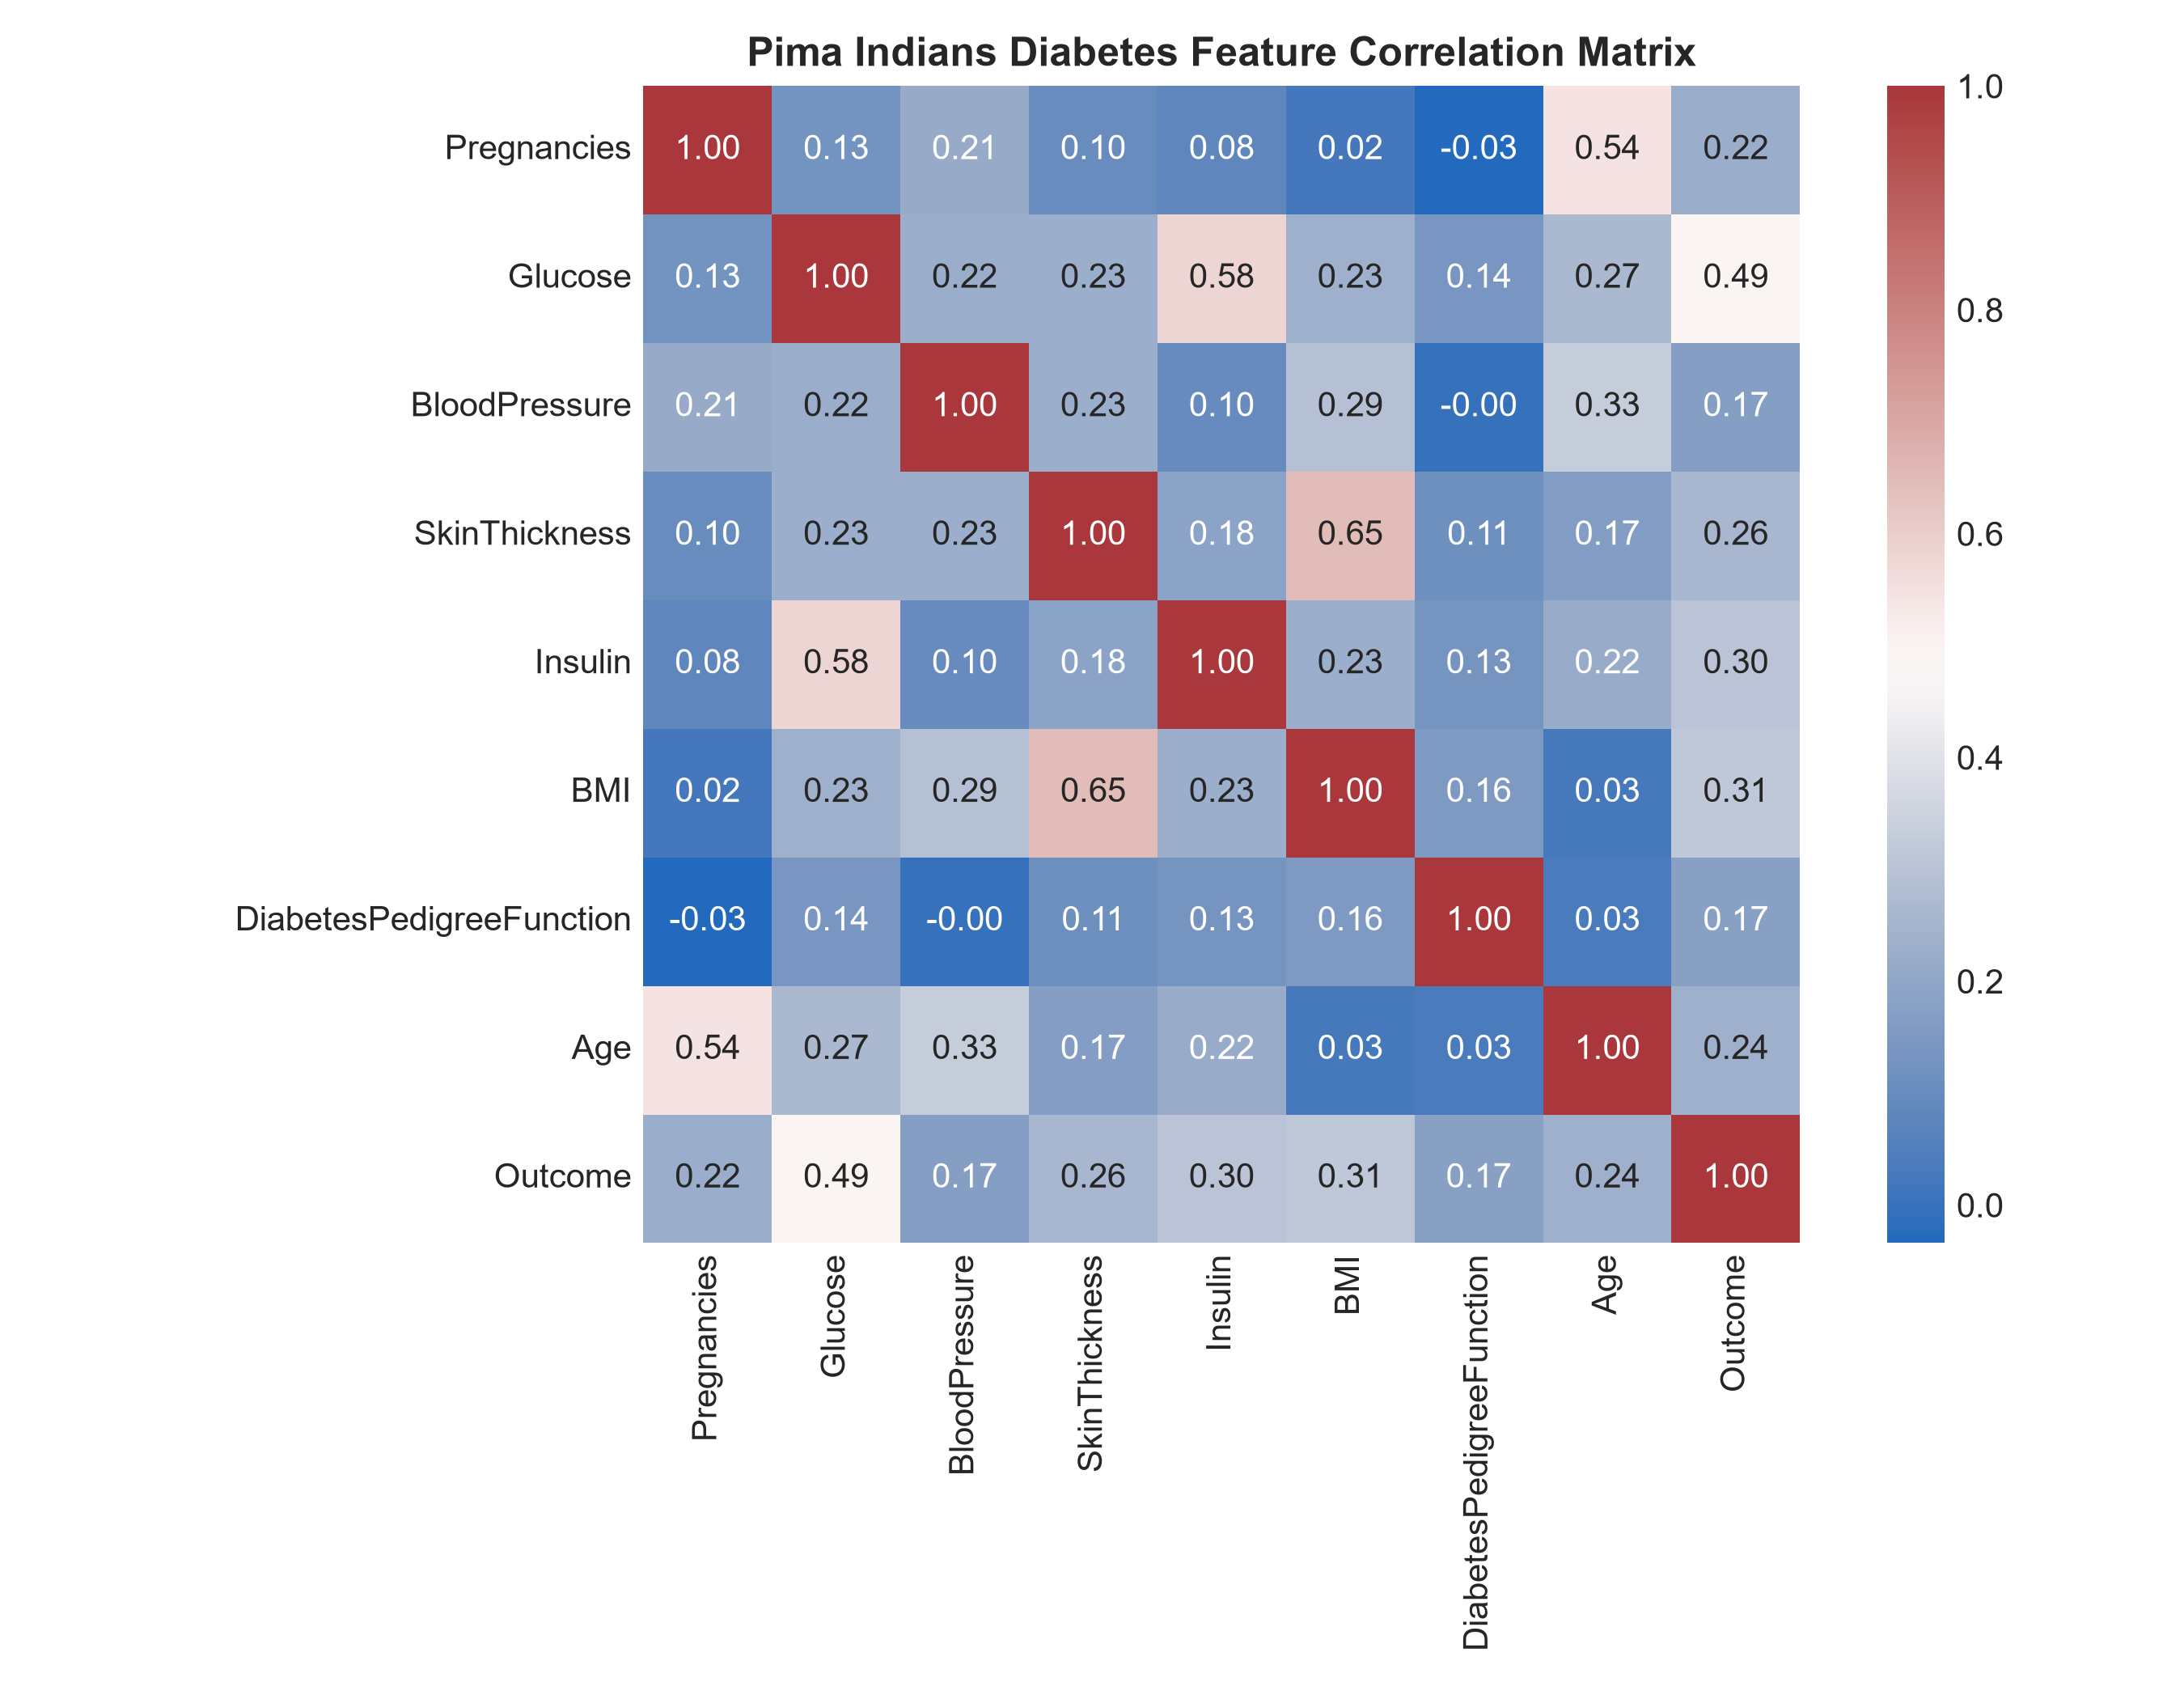 Pima Indians Diabetes Feature Correlation Matrix
Pregnancies 1.00 0.13 0.21 0.10 0.08 0.02 -0.03 0.54 0.22
Glucose 0.13 1.00 0.22 0.23 0.58 0.23 0.14 0.27 0.49
BloodPressure 0.21 0.22 1.00 0.23 0.10 0.29 -0.00 0.33 0.17
SkinThickness 0.10 0.23 0.23 1.00 0.18 0.65 0.11 0.17 0.26
Insulin 0.08 0.58 0.10 0.18 1.00 0.23 0.13 0.22 0.30
BMI 0.02 0.23 0.29 0.65 0.23 1.00 0.16 0.03 0.31
DiabetesPedigreeFunction -0.03 0.14 -0.00 0.11 0.13 0.16 1.00 0.03 0.17
Age 0.54 0.27 0.33 0.17 0.22 0.03 0.03 1.00 0.24
Outcome 0.22 0.49 0.17 0.26 0.30 0.31 0.17 0.24 1.00
Pregnancies
Glucose
BloodPressure
SkinThickness
Insulin
BMI
DiabetesPedigreeFunction
Age
Outcome
1.0
0.8
0.6
0.4
0.2
0.0